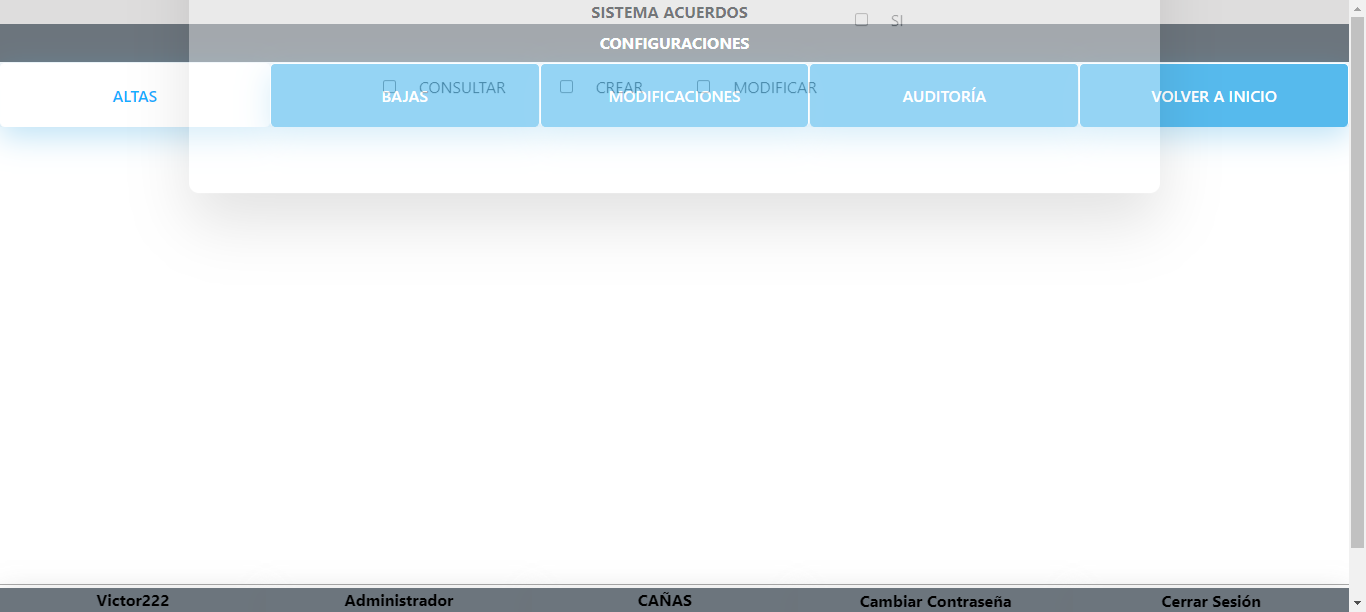 SISTEMA ACUERDOS
SI
CONFIGURACIONES
CONSULTAR CREAR MODIFICAR
ALTAS BAJAS MODIFICACIONES AUDITORÍA VOLVER A INICIO
Victor222 Administrador CAÑAS Cambiar Contraseña Cerrar Sesión